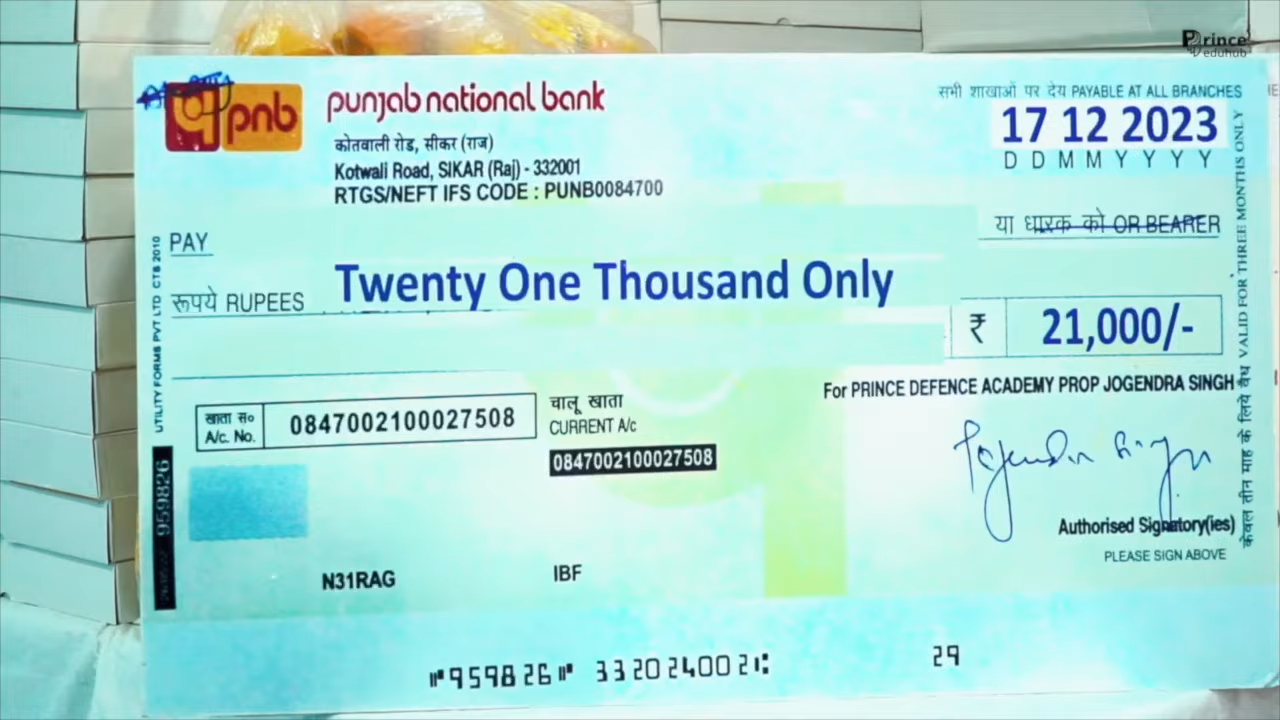 Prince
eduhub
pnb
punjab national bank
कोतवाली रोड, सीकर (राज)
Kotwali Road, SIKAR (Raj) - 332001
RTGS/NEFT IFS CODE : PUNB0084700
सभी शाखाओं पर देय PAYABLE AT ALL BRANCHES
17 12 2023
D D M M Y Y Y Y
PAY
या धारक को OR BEARER
रूपये RUPEES
Twenty One Thousand Only
₹ 21,000/-
For PRINCE DEFENCE ACADEMY PROP JOGENDRA SINGH
खाता सं०
A/c. No.
0847002100027508
चालू खाता
CURRENT A/c
0847002100027508
Jogendra Singh
Authorised Signatory(ies)
PLEASE SIGN ABOVE
N31RAG IBF
⑈959826⑈ 332024002⑆ 29
UTILITY FORMS PVT LTD CTS 2010
959826
केवल तीन माह के लिये वैध VALID FOR THREE MONTHS ONLY